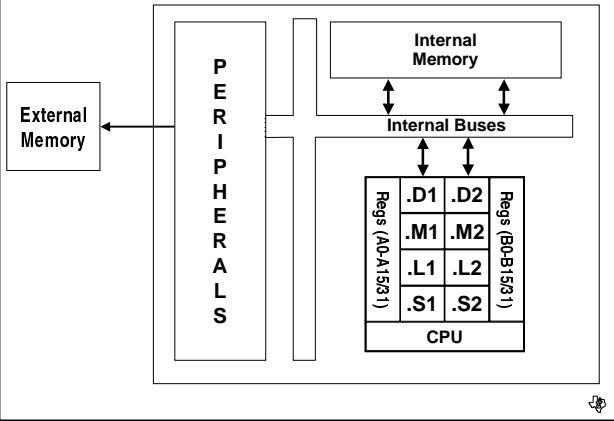 External
Memory
PERIPHERALS
Internal
Memory
Internal Buses
Regs (A0-A15/31)
.D1 .D2
.M1 .M2
.L1 .L2
.S1 .S2
Regs (B0-B15/31)
CPU